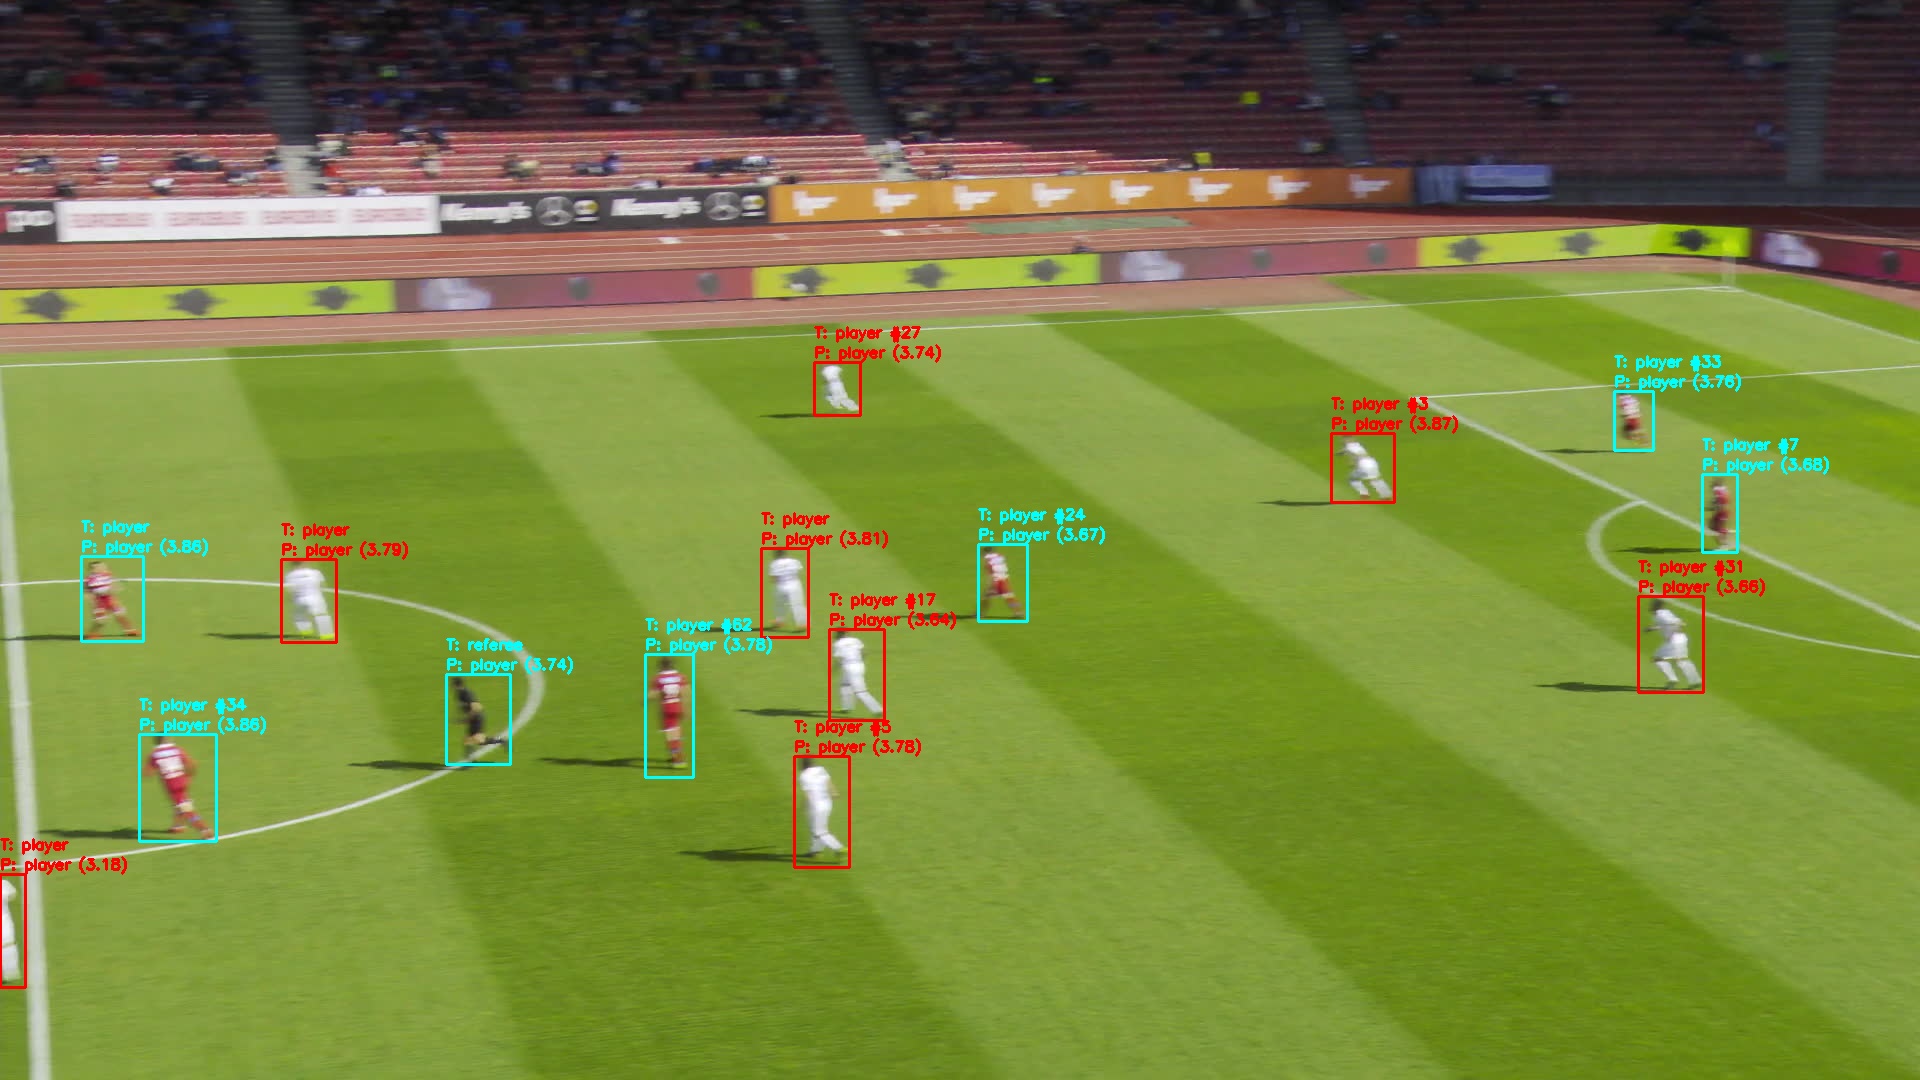 Kenny's
Kenny's
T: player #27
P: player (3.74)
T: player #33
P: player (3.76)
T: player #3
P: player (3.87)
T: player #7
P: player (3.68)
T: player
P: player (3.86)
T: player
P: player (3.79)
T: player
P: player (3.81)
T: player #24
P: player (3.67)
T: player #31
P: player (3.66)
T: player #17
P: player (3.64)
T: player #62
P: player (3.78)
T: referee
P: player (3.74)
T: player #34
P: player (3.86)
T: player #5
P: player (3.78)
T: player
P: player (3.18)